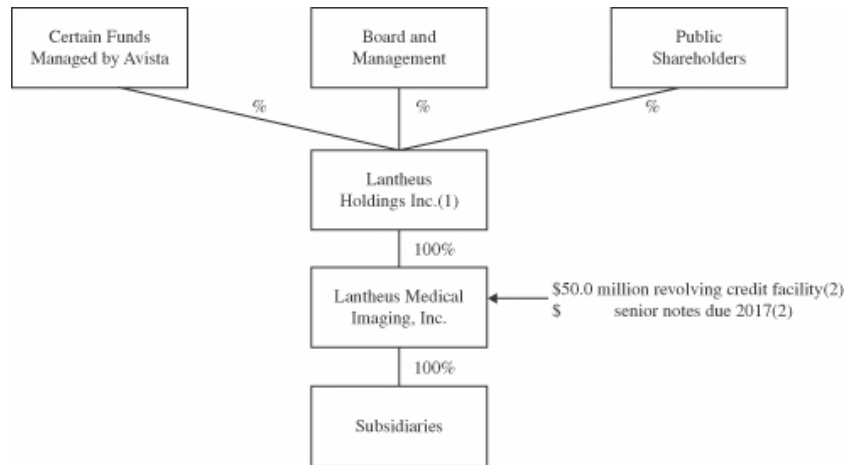 Certain Funds
Managed by Avista
Board and
Management
Public
Shareholders
%
%
%
Lantheus
Holdings Inc.(1)
100%
Lantheus Medical
Imaging, Inc.
$50.0 million revolving credit facility(2)
$ senior notes due 2017(2)
100%
Subsidiaries